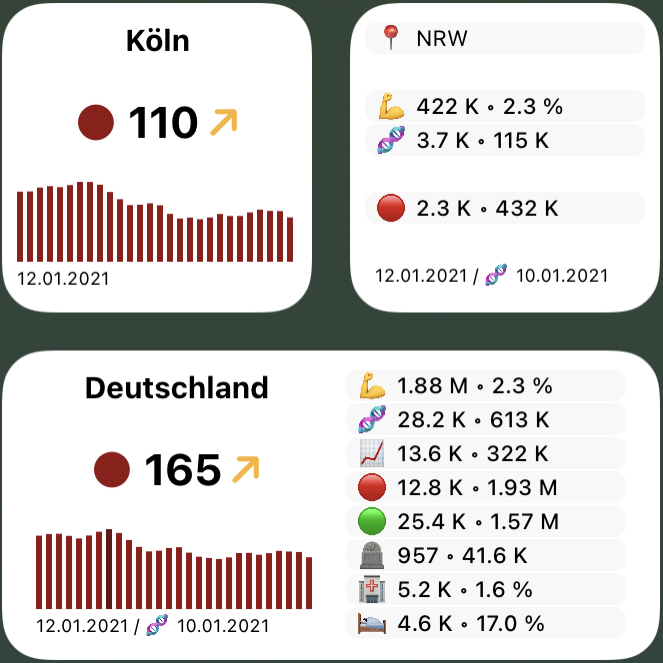 Köln
110
12.01.2021
NRW
422 K • 2.3 %
3.7 K • 115 K
2.3 K • 432 K
12.01.2021 / 10.01.2021
Deutschland
165
12.01.2021 / 10.01.2021
1.88 M • 2.3 %
28.2 K • 613 K
13.6 K • 322 K
12.8 K • 1.93 M
25.4 K • 1.57 M
957 • 41.6 K
5.2 K • 1.6 %
4.6 K • 17.0 %